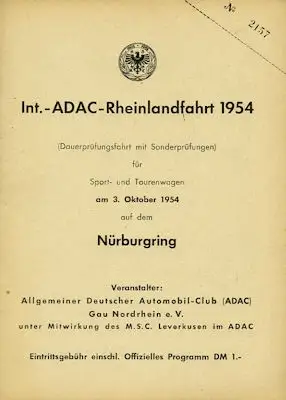 № 2157
Int.-ADAC-Rheinlandfahrt 1954
(Dauerprüfungsfahrt mit Sonderprüfungen)
für
Sport- und Tourenwagen
am 3. Oktober 1954
auf dem
Nürburgring
Veranstalter:
Allgemeiner Deutscher Automobil-Club (ADAC)
Gau Nordrhein e. V.
unter Mitwirkung des M.S.C. Leverkusen im ADAC
Eintrittsgebühr einschl. Offizielles Programm DM 1.-